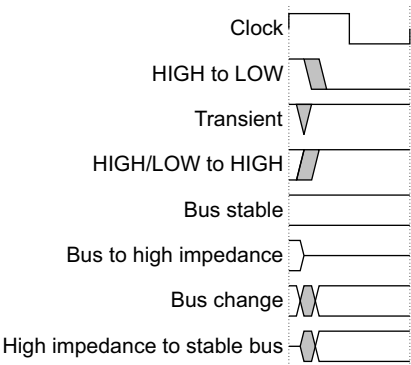 Clock
HIGH to LOW
Transient
HIGH/LOW to HIGH
Bus stable
Bus to high impedance
Bus change
High impedance to stable bus